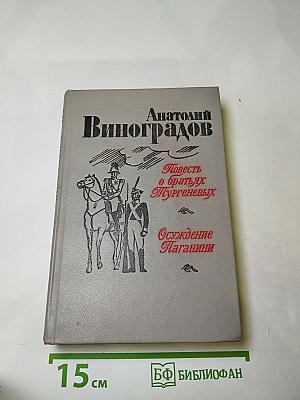 Анатолий
Виноградов
Повесть
о братьях
Тургеневых
Осуждение
Паганини
15 см
БФ БИБЛИОФАН